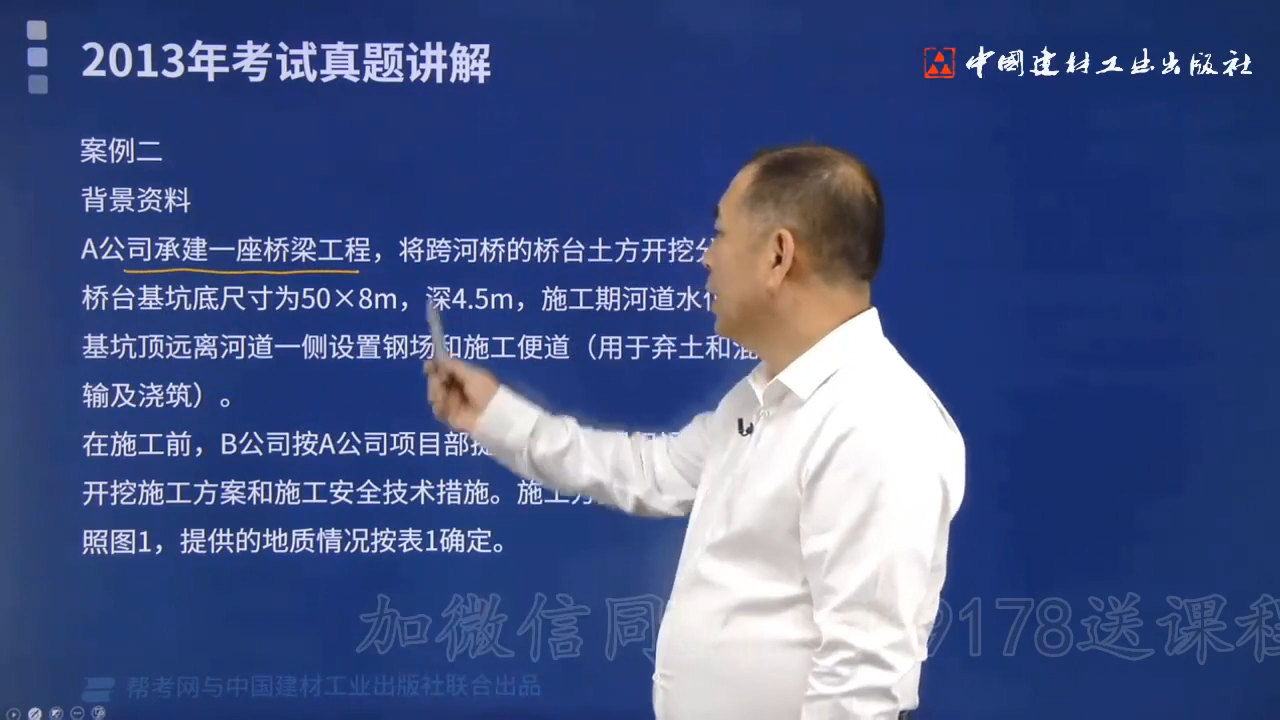 2013年考试真题讲解
中国建材工业出版社
案例二
背景资料
A公司承建一座桥梁工程，将跨河桥的桥台土方开挖分
桥台基坑底尺寸为50×8m，深4.5m，施工期河道水
基坑顶远离河道一侧设置钢场和施工便道（用于弃土和混
输及浇筑）。
在施工前，B公司按A公司项目部提
开挖施工方案和施工安全技术措施。施工方
照图1，提供的地质情况按表1确定。
加微信同 9178送课程
帮考网与中国建材工业出版社联合出品